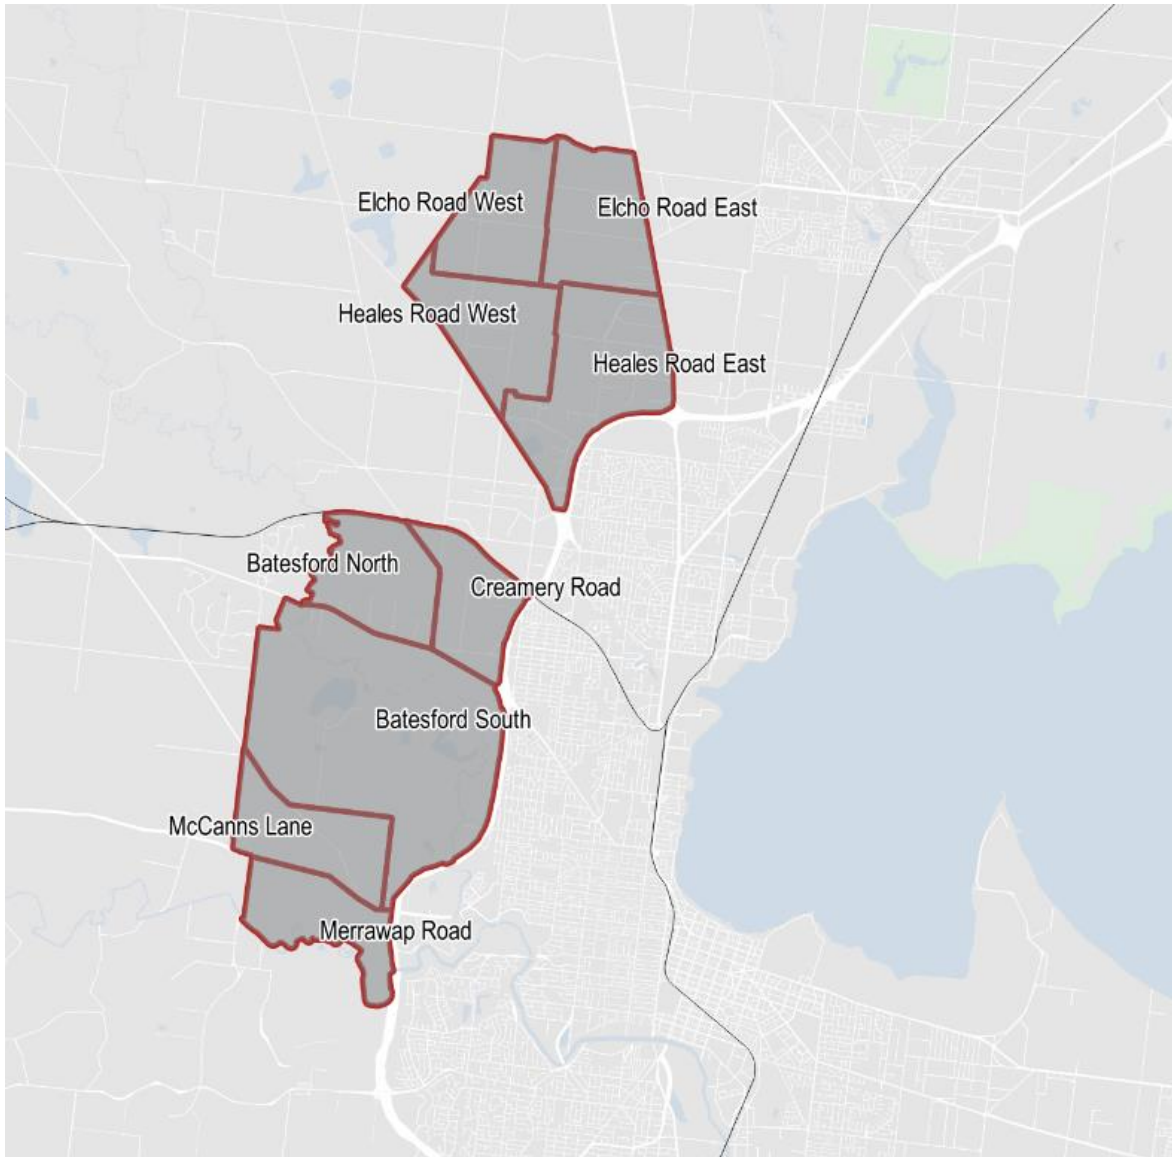 Elcho Road West
Elcho Road East
Heales Road West
Heales Road East
Batesford North
Creamery Road
Batesford South
McCanns Lane
Merrawap Road